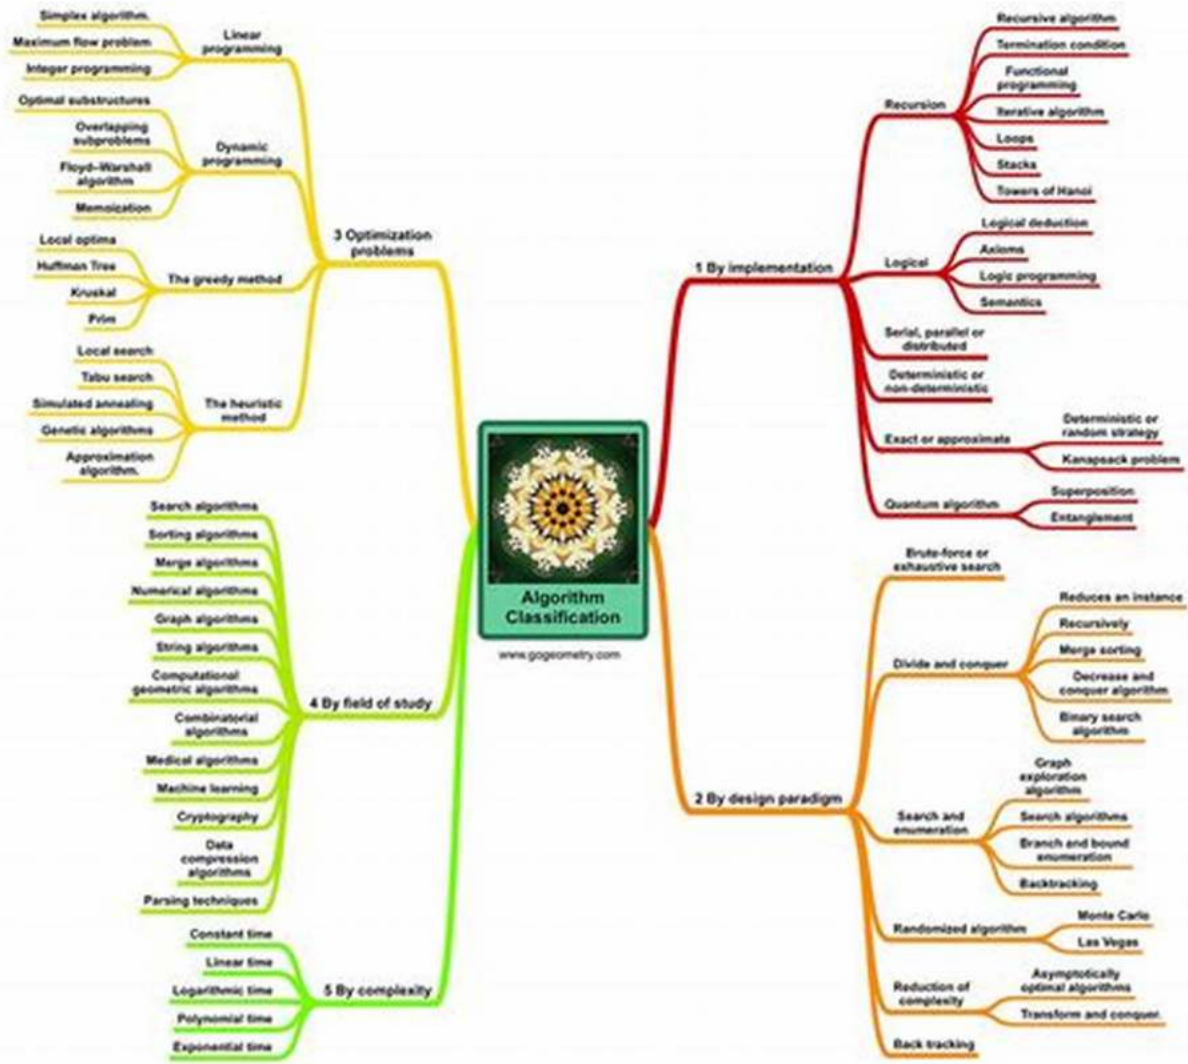 Algorithm
Classification
www.gogeometry.com
1 By implementation
Recursion
Recursive algorithm
Termination condition
Functional
programming
Iterative algorithm
Loops
Stacks
Towers of Hanoi
Logical
Logical deduction
Axioms
Logic programming
Semantics
Serial, parallel or
distributed
Deterministic or
non-deterministic
Exact or approximate
Deterministic or
random strategy
Kanapsack problem
Quantum algorithm
Superposition
Entanglement
2 By design paradigm
Brute-force or
exhaustive search
Divide and conquer
Reduces an instance
Recursively
Merge sorting
Decrease and
conquer algorithm
Binary search
algorithm
Search and
enumeration
Graph
exploration
algorithm
Search algorithms
Branch and bound
enumeration
Backtracking
Randomized algorithm
Monte Carlo
Las Vegas
Reduction of
complexity
Asymptotically
optimal algorithms
Transform and conquer.
Back tracking
3 Optimization
problems
Linear
programming
Simplex algorithm.
Maximum flow problem
Integer programming
Dynamic
programming
Optimal substructures
Overlapping
subproblems
Floyd–Warshall
algorithm
Memoization
The greedy method
Local optima
Huffman Tree
Kruskal
Prim
The heuristic
method
Local search
Tabu search
Simulated annealing
Genetic algorithms
Approximation
algorithm.
4 By field of study
Search algorithms
Sorting algorithms
Merge algorithms
Numerical algorithms
Graph algorithms
String algorithms
Computational
geometric algorithms
Combinatorial
algorithms
Medical algorithms
Machine learning
Cryptography
Data
compression
algorithms
Parsing techniques
5 By complexity
Constant time
Linear time
Logarithmic time
Polynomial time
Exponential time